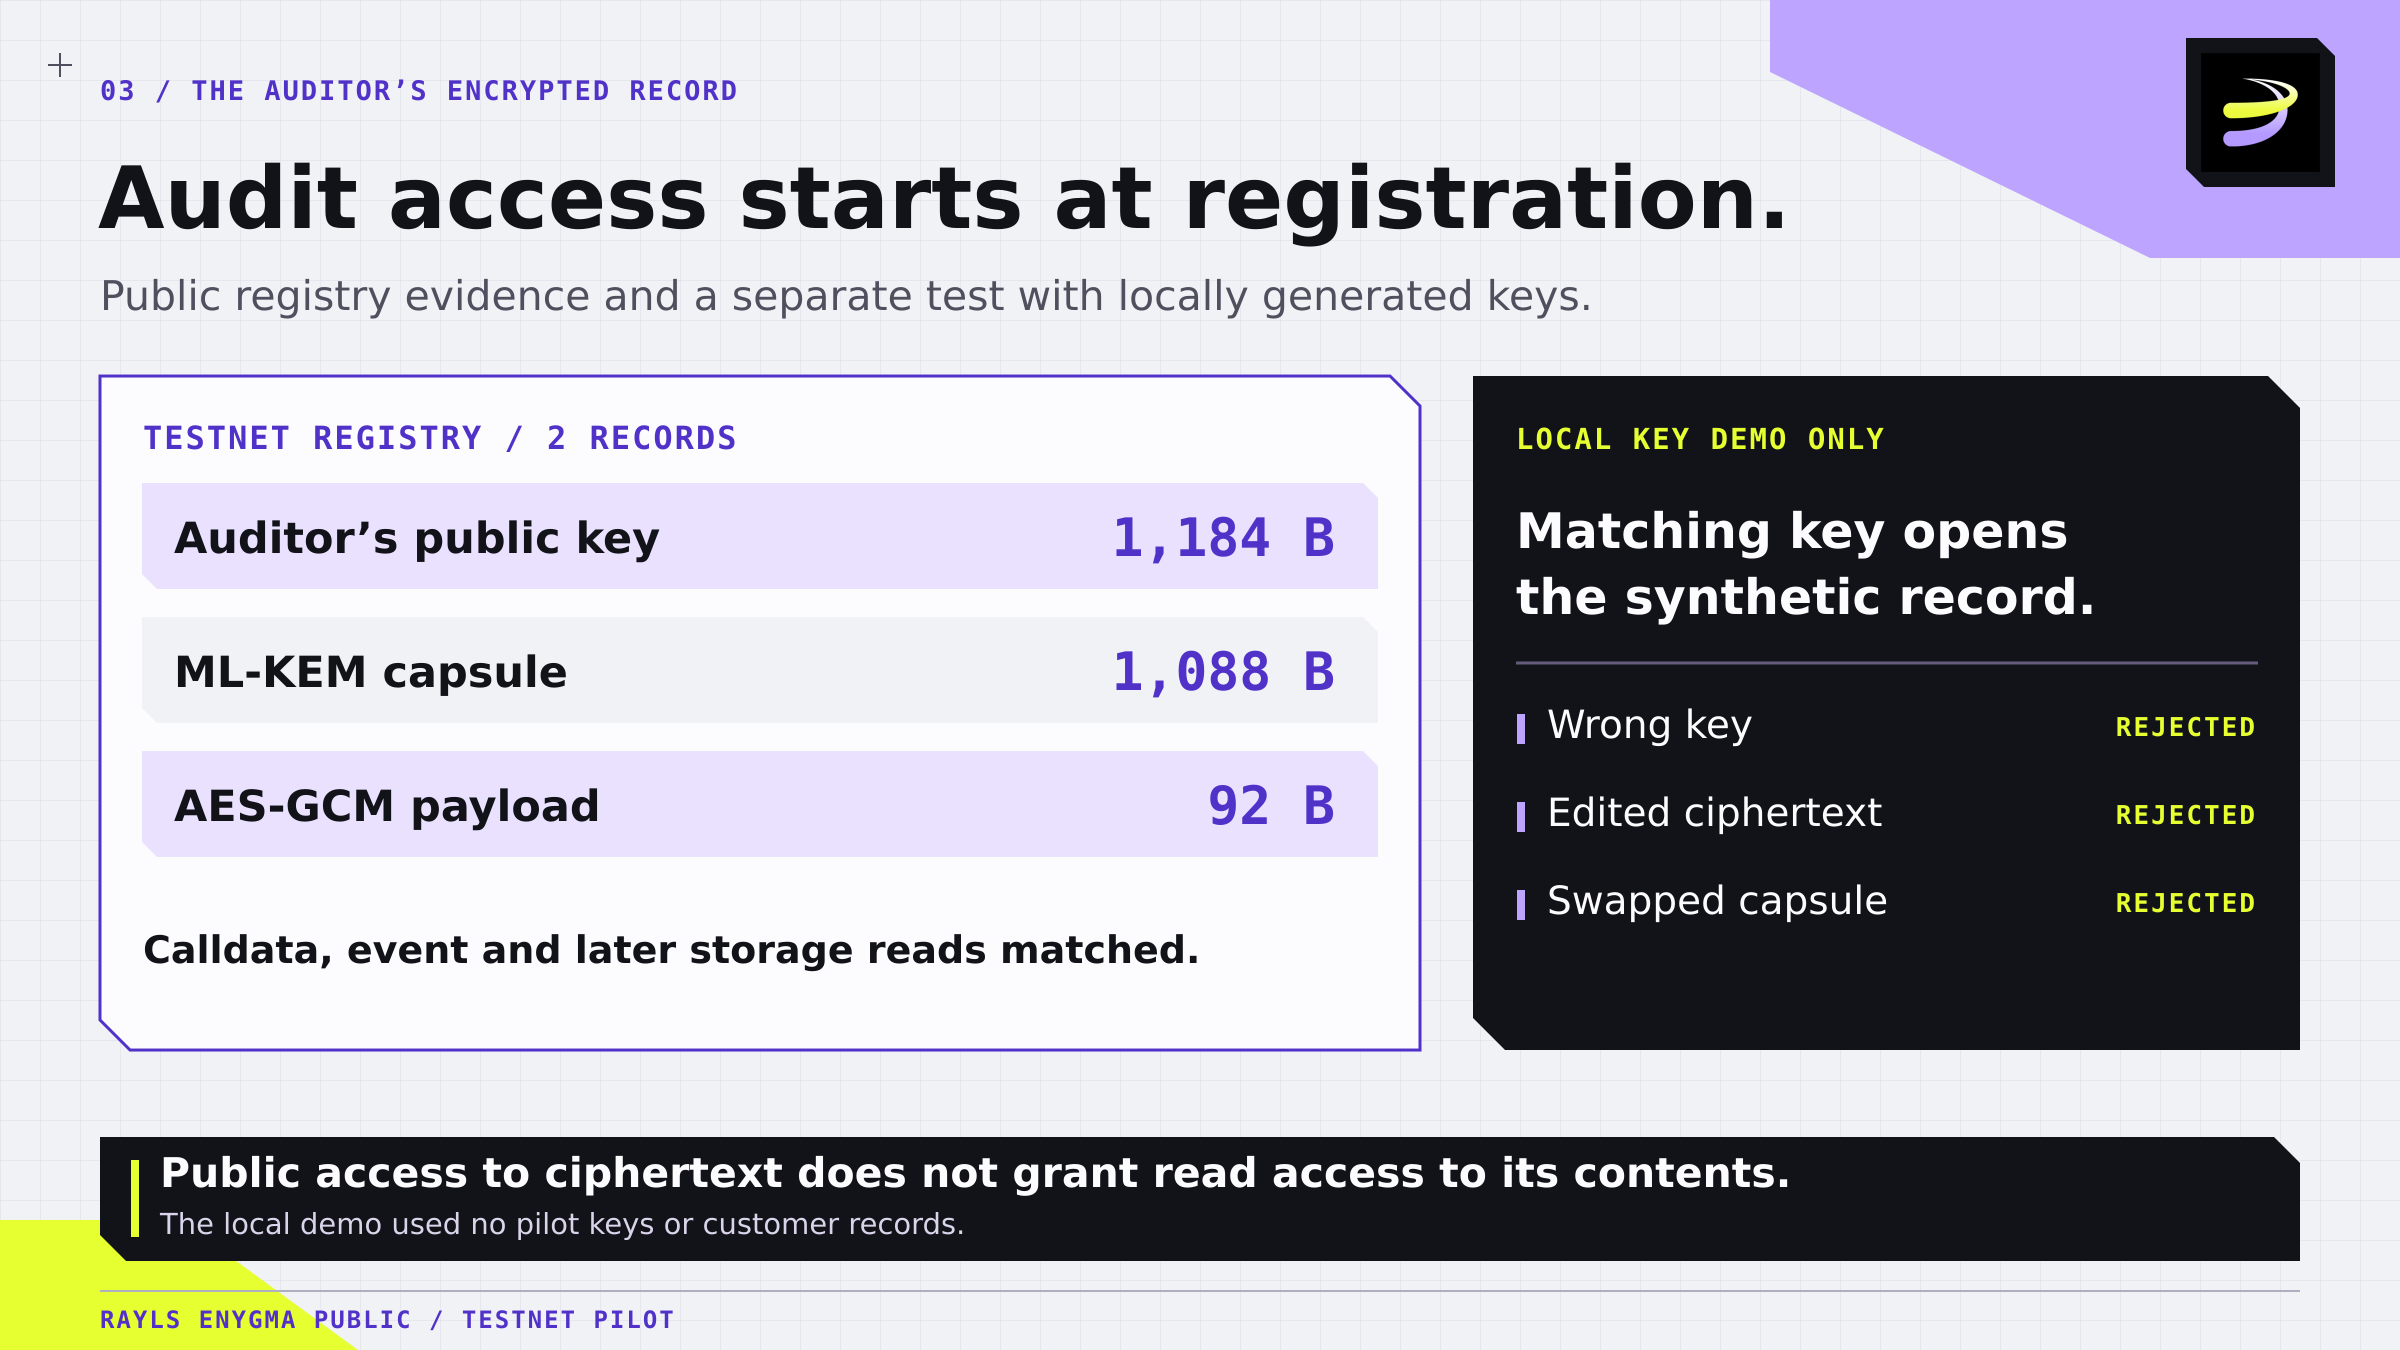 03 / THE AUDITOR’S ENCRYPTED RECORD
Audit access starts at registration.
Public registry evidence and a separate test with locally generated keys.
TESTNET REGISTRY / 2 RECORDS
Auditor’s public key 1,184 B
ML-KEM capsule 1,088 B
AES-GCM payload 92 B
Calldata, event and later storage reads matched.
LOCAL KEY DEMO ONLY
Matching key opens
the synthetic record.
Wrong key REJECTED
Edited ciphertext REJECTED
Swapped capsule REJECTED
Public access to ciphertext does not grant read access to its contents.
The local demo used no pilot keys or customer records.
RAYLS ENYGMA PUBLIC / TESTNET PILOT